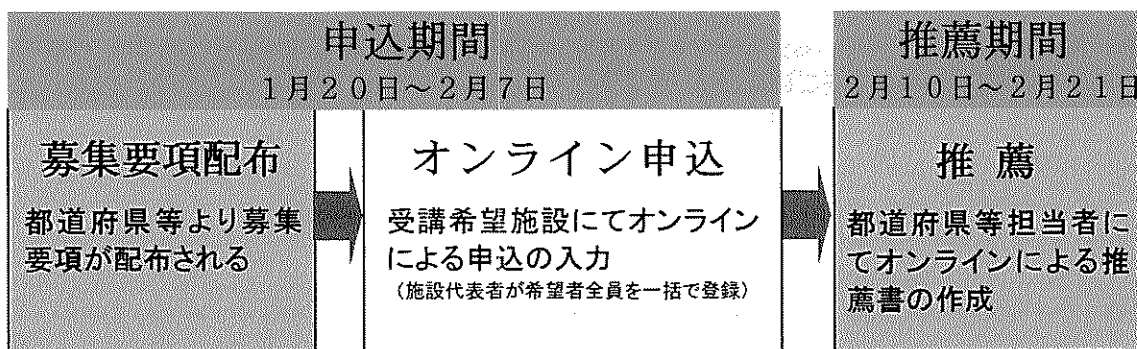 申込期間
1月20日～2月7日
推薦期間
2月10日～2月21日
募集要項配布
都道府県等より募集
要項が配布される
オンライン申込
受講希望施設にてオンライン
による申込の入力
（施設代表者が希望者全員を一括で登録）
推薦
都道府県等担当者に
てオンラインによる推
薦書の作成